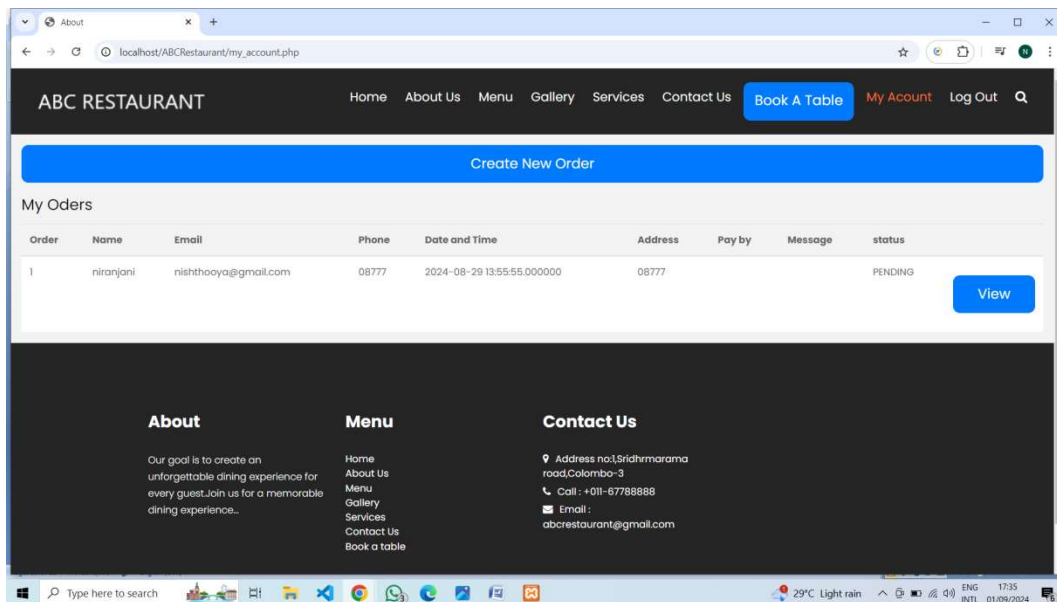 About
localhost/ABCRestaurant/my_account.php
N
ABC RESTAURANT
Home About Us Menu Gallery Services Contact Us Book A Table My Acount Log Out
Create New Order
My Oders
Order Name Email Phone Date and Time Address Pay by Message status
1 niranjani nishthooya@gmail.com 08777 2024-08-29 13:55:55.000000 08777 PENDING
View
About
Our goal is to create an
unforgettable dining experience for
every guest.Join us for a memorable
dining experience...
Menu
Home
About Us
Menu
Gallery
Services
Contact Us
Book a table
Contact Us
Address no:1,Sridhrmarama
road,Colombo-3
Call : +011-67788888
Email :
abcrestaurant@gmail.com
Type here to search
29°C Light rain
ENG
INTL
17:35
01/09/2024